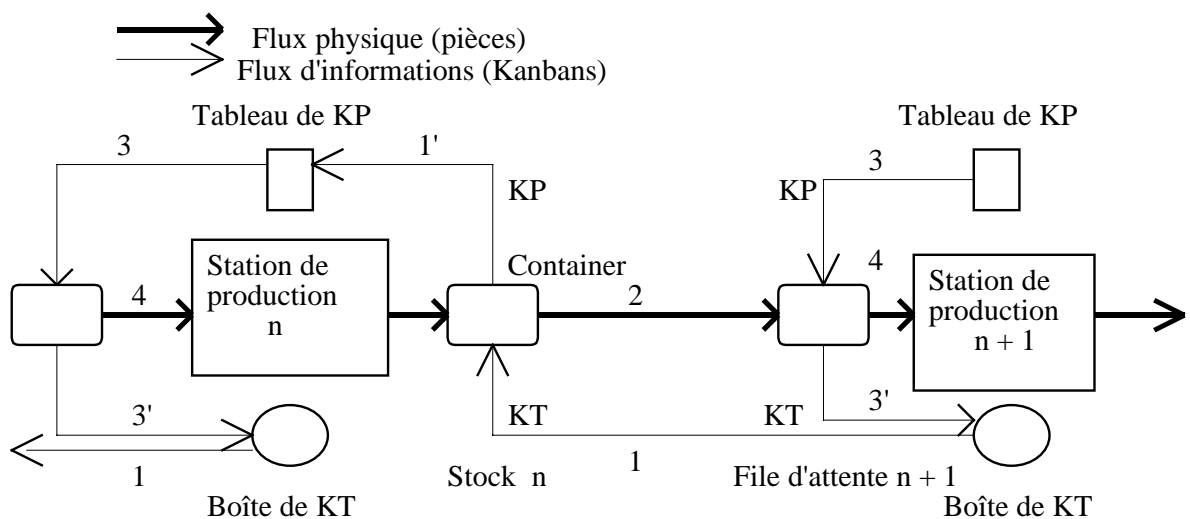 Flux physique (pièces)
Flux d'informations (Kanbans)
Tableau de KP
Tableau de KP
3
1'
3
KP
KP
Station de
production
n
Container
4
2
4
Station de
production
n + 1
3'
KT
KT
3'
1
Stock n
1
File d'attente n + 1
Boîte de KT
Boîte de KT